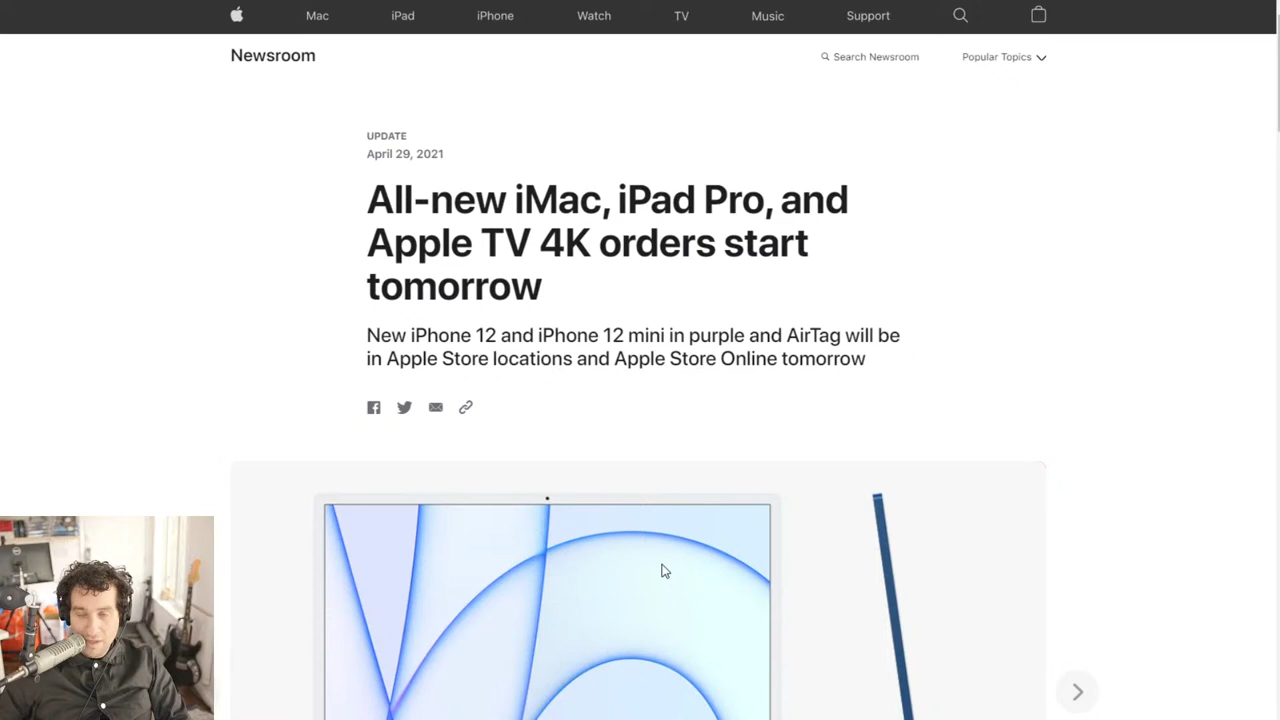 Mac iPad iPhone Watch TV Music Support
Newsroom Search Newsroom Popular Topics
UPDATE
April 29, 2021
All-new iMac, iPad Pro, and
Apple TV 4K orders start
tomorrow
New iPhone 12 and iPhone 12 mini in purple and AirTag will be
in Apple Store locations and Apple Store Online tomorrow